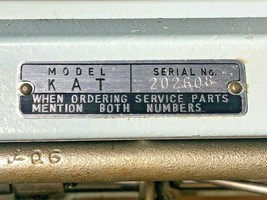 MODEL SERIAL No.
KAT 202608
WHEN ORDERING SERVICE PARTS
MENTION BOTH NUMBERS